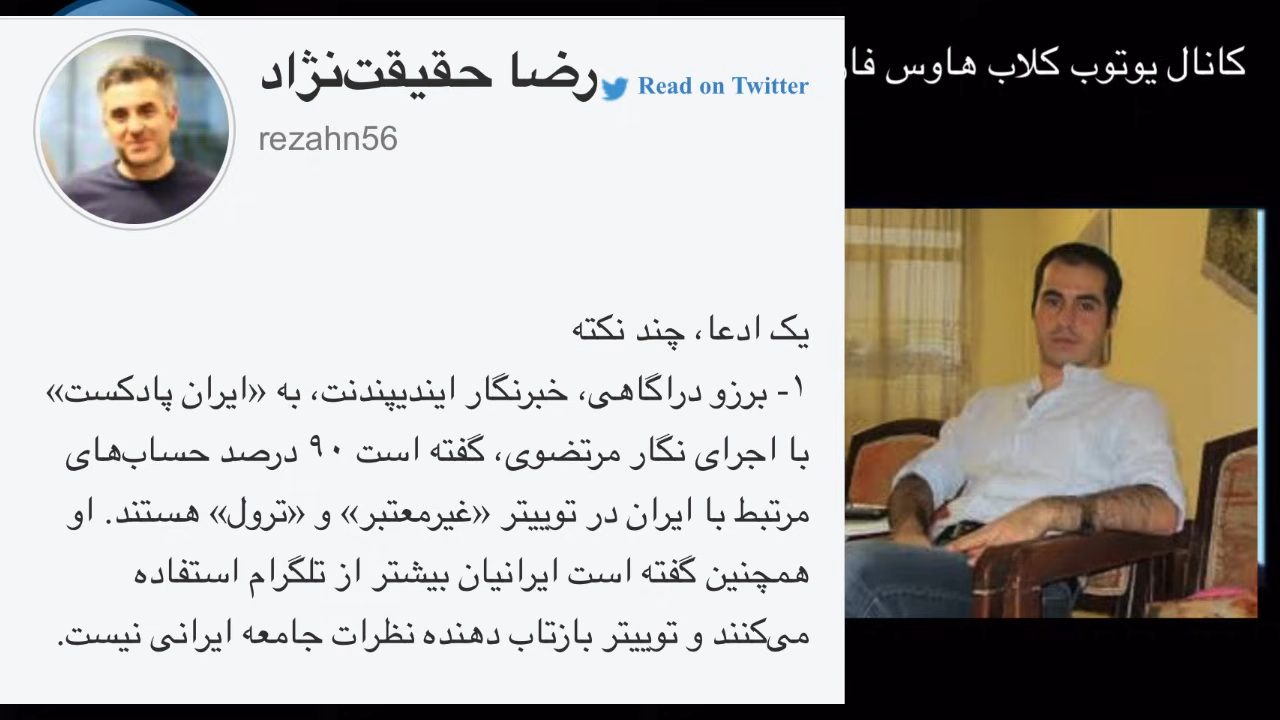 رضا حقیقت‌نژاد
Read on Twitter
rezahn56
کانال یوتوب کلاب هاوس
یک ادعا، چند نکته
۱- برزو دراگاهی، خبرنگار ایندیپندنت، به «ایران پادکست»
با اجرای نگار مرتضوی، گفته است ۹۰ درصد حساب‌های
مرتبط با ایران در توییتر «غیرمعتبر» و «ترول» هستند. او
همچنین گفته است ایرانیان بیشتر از تلگرام استفاده
می‌کنند و توییتر بازتاب دهنده نظرات جامعه ایرانی نیست.